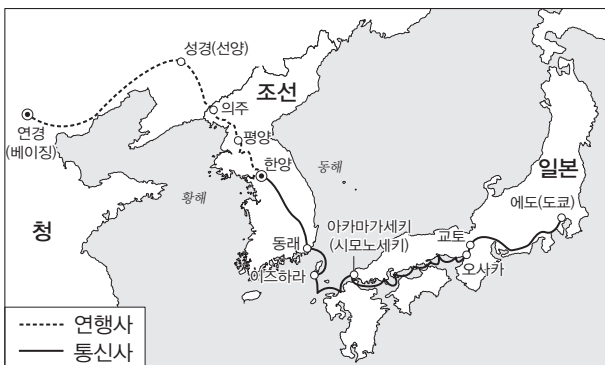 성경(선양)
의주
조선
연경
(베이징)
평양
한양
동해
일본
황해
에도(도쿄)
아카마가세키
(시모노세키)
교토
청
동래
이즈하라
오사카
연행사
통신사